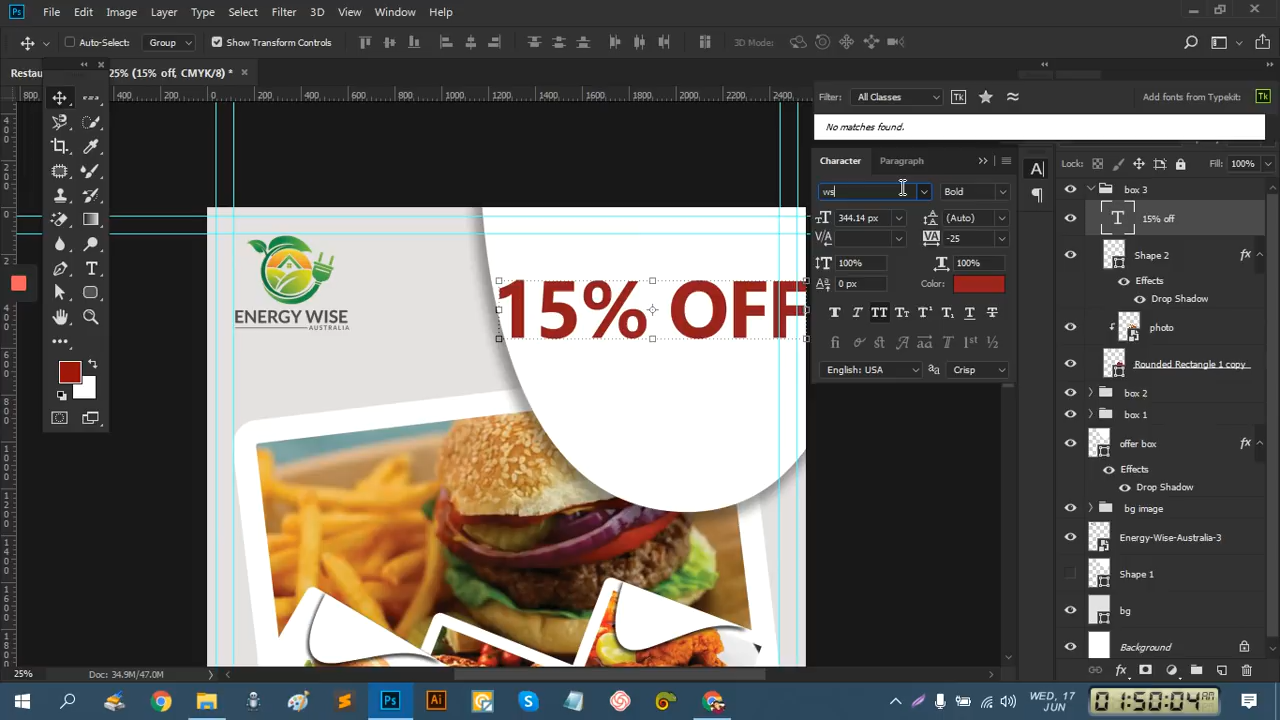 Ps File Edit Image Layer Type Select Filter 3D View Window Help
Auto-Select: Group Show Transform Controls 3D Mode:
Restau 25% (15% off, CMYK/8) * ×
Filter: All Classes Tk Add fonts from Typekit: Tk
No matches found.
800 400 200 0 200 400 600 800 1000 1200 1400 1600 1800 2000 2200 2400
Character Paragraph
ws Bold
344.14 px (Auto)
-25
100% 100%
0 px Color:
English: USA Crisp
Lock: Fill: 100%
box 3
15% off
Shape 2 fx
Effects
Drop Shadow
photo
Rounded Rectangle 1 copy
box 2
box 1
offer box fx
Effects
Drop Shadow
bg image
Energy-Wise-Australia-3
Shape 1
bg
Background
ENERGY WISE
AUSTRALIA
15% OFF
25% Doc: 34.9M/47.0M
Ps Ai
WED, 17
JUN
1:50:04